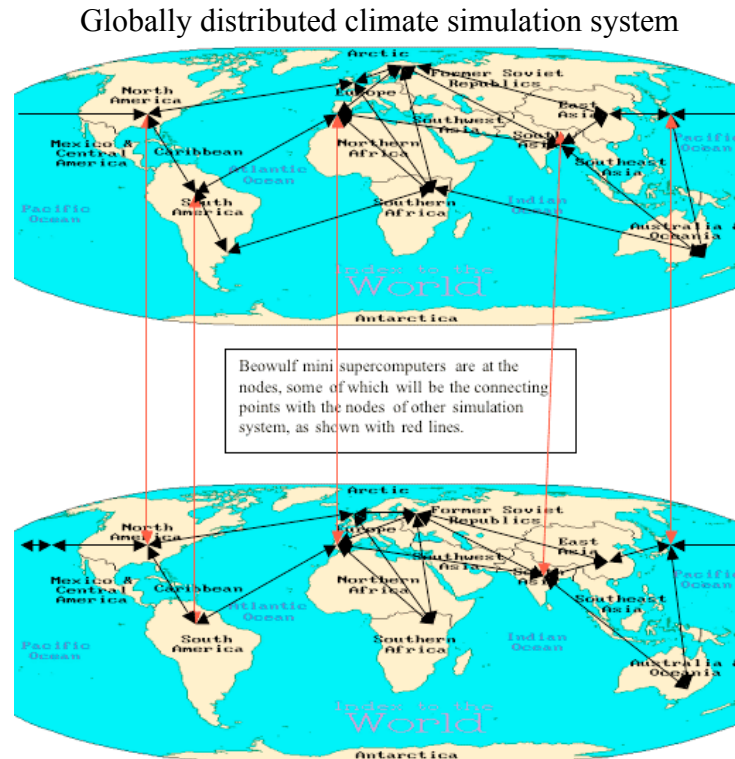 Globally distributed climate simulation system
Arctic
North
America
Former Soviet
Republics
Europe
East
Asia
Southwest
Asia
South
Asia
Pacific
Ocean
Mexico &
Central
America
Caribbean
Northern
Africa
Southeast
Asia
Atlantic
Ocean
South
America
Southern
Africa
Indian
Ocean
Pacific
Ocean
Australia &
Oceania
Index to the
World
Antarctica
Beowulf mini supercomputers are at the
nodes, some of which will be the connecting
points with the nodes of other simulation
system, as shown with red lines.
Arctic
North
America
Former Soviet
Republics
Europe
East
Asia
Southwest
Asia
South
Asia
Pacific
Ocean
Mexico &
Central
America
Caribbean
Northern
Africa
Southeast
Asia
Atlantic
Ocean
South
America
Southern
Africa
Indian
Ocean
Pacific
Ocean
Australia &
Oceania
Index to the
World
Antarctica